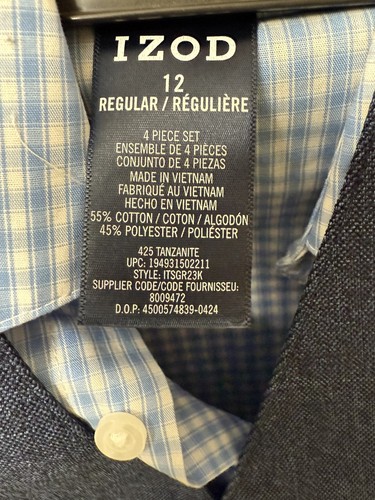 IZOD
12
REGULAR / RÉGULIÈRE
4 PIECE SET
ENSEMBLE DE 4 PIÈCES
CONJUNTO DE 4 PIEZAS
MADE IN VIETNAM
FABRIQUÉ AU VIETNAM
HECHO EN VIETNAM
55% COTTON / COTON / ALGODÓN
45% POLYESTER / POLIÉSTER
425 TANZANITE
UPC: 194931502211
STYLE: ITSGR23K
SUPPLIER CODE/CODE FOURNISSEU:
8009472
D.O.P: 4500574839-0424